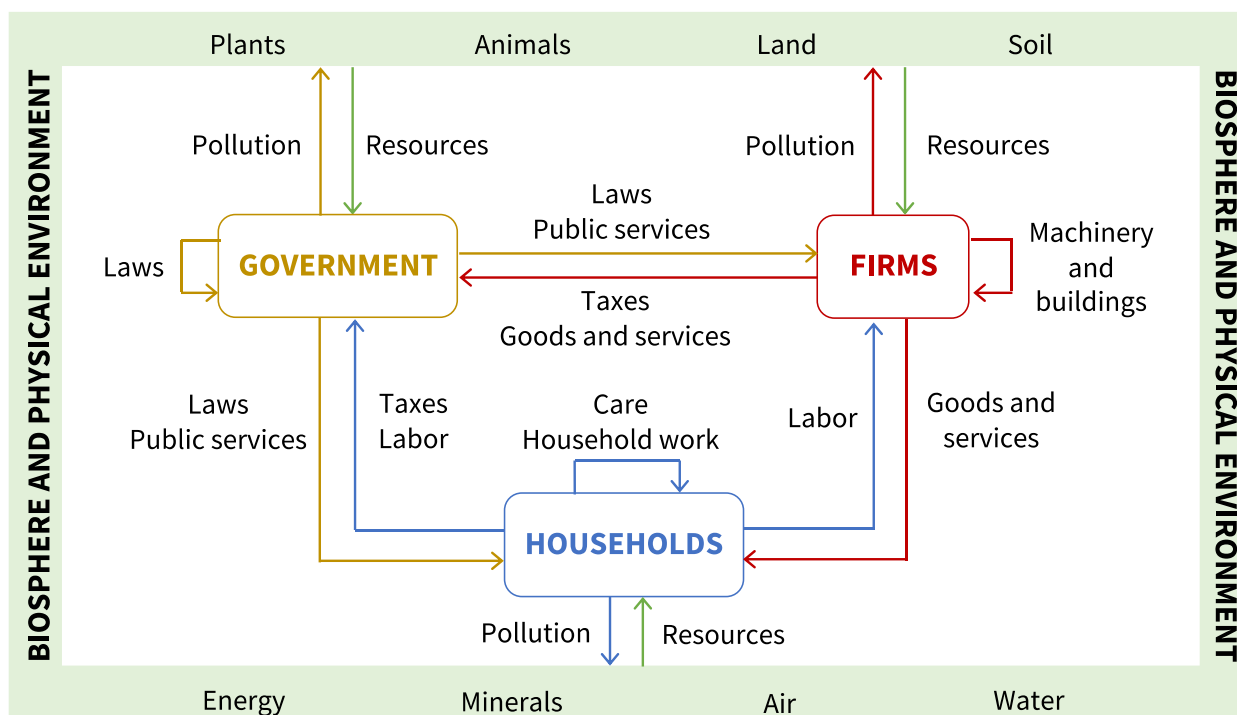 Plants
Animals
Land
Soil
BIOSPHERE AND PHYSICAL ENVIRONMENT
BIOSPHERE AND PHYSICAL ENVIRONMENT
Pollution
Resources
Pollution
Resources
Laws
Public services
Laws
GOVERNMENT
FIRMS
Machinery
and
buildings
Taxes
Goods and services
Laws
Public services
Taxes
Labor
Care
Household work
Labor
Goods and
services
HOUSEHOLDS
Pollution
Resources
Energy
Minerals
Air
Water